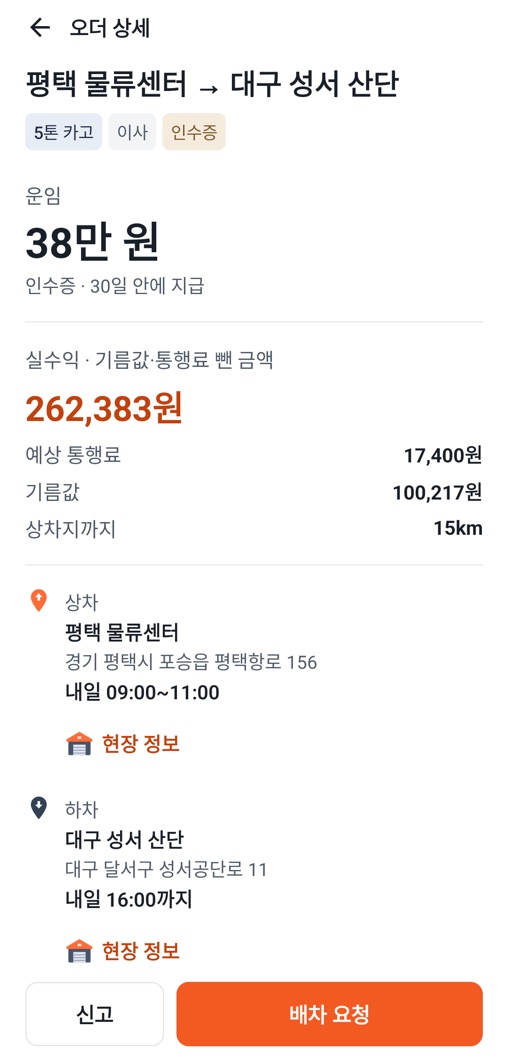 오더 상세
평택 물류센터 → 대구 성서 산단
5톤 카고 이사 인수증
운임
38만 원
인수증 · 30일 안에 지급
실수익 · 기름값·통행료 뺀 금액
262,383원
예상 통행료 17,400원
기름값 100,217원
상차지까지 15km
상차
평택 물류센터
경기 평택시 포승읍 평택항로 156
내일 09:00~11:00
현장 정보
하차
대구 성서 산단
대구 달서구 성서공단로 11
내일 16:00까지
현장 정보
신고 배차 요청